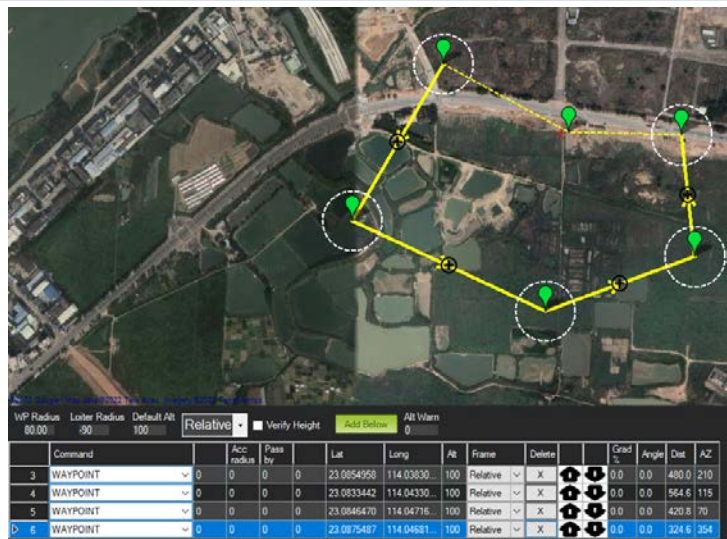 WP Radius Loiter Radius Default Alt Alt Warn
80.00 -90 100 Relative Verify Height Add Below 0
Command Acc radius Pass by Lat Long Alt Frame Delete Grad % Angle Dist AZ
3 WAYPOINT 0 0 0 0 23.0854958 114.03830... 100 Relative X 0.0 0.0 480.0 210
4 WAYPOINT 0 0 0 0 23.0833442 114.04330... 100 Relative X 0.0 0.0 564.6 115
5 WAYPOINT 0 0 0 0 23.0846470 114.04716... 100 Relative X 0.0 0.0 420.8 70
6 WAYPOINT 0 0 0 0 23.0875487 114.04681... 100 Relative X 0.0 0.0 324.6 354